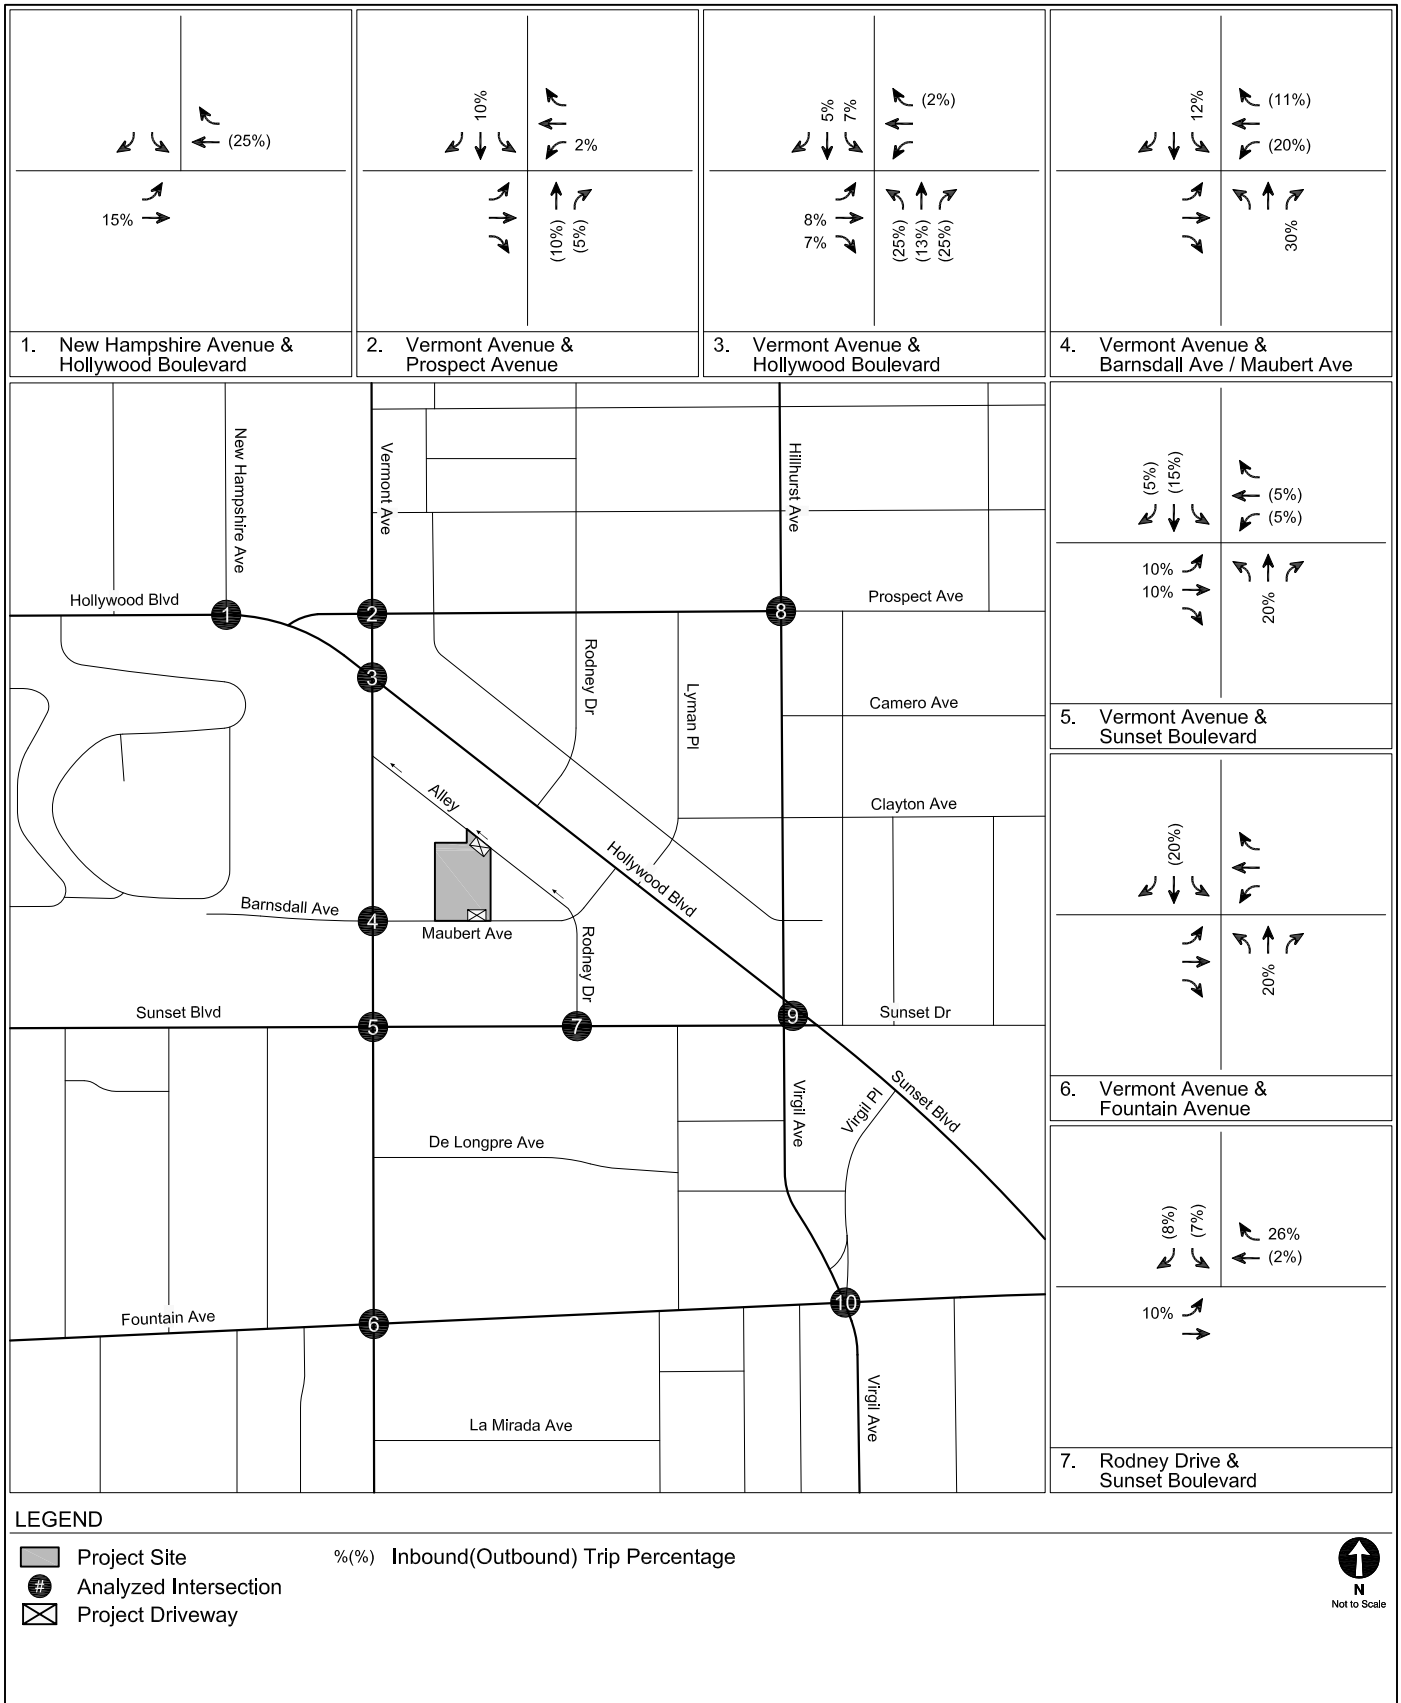 (25%)
15%
1. New Hampshire Avenue &
Hollywood Boulevard
10%
2%
(10%)
(5%)
2. Vermont Avenue &
Prospect Avenue
5%
7%
(2%)
8%
7%
(25%)
(13%)
(25%)
3. Vermont Avenue &
Hollywood Boulevard
12%
(11%)
(20%)
30%
4. Vermont Avenue &
Barnsdall Ave / Maubert Ave
(5%)
(15%)
(5%)
(5%)
10%
10%
20%
5. Vermont Avenue &
Sunset Boulevard
(20%)
20%
6. Vermont Avenue &
Fountain Avenue
(8%)
(7%)
26%
(2%)
10%
7. Rodney Drive &
Sunset Boulevard
New Hampshire Ave
Vermont Ave
Hillhurst Ave
Hollywood Blvd
1
2
8
Prospect Ave
3
Rodney Dr
Lyman Pl
Camero Ave
Alley
Clayton Ave
Hollywood Blvd
Barnsdall Ave
4
Maubert Ave
Rodney Dr
Sunset Blvd
5
7
9
Sunset Dr
Virgil Ave
Virgil Pl
Sunset Blvd
De Longpre Ave
Fountain Ave
6
10
La Mirada Ave
Virgil Ave
LEGEND
Project Site
%(%) Inbound(Outbound) Trip Percentage
# Analyzed Intersection
Project Driveway
N
Not to Scale